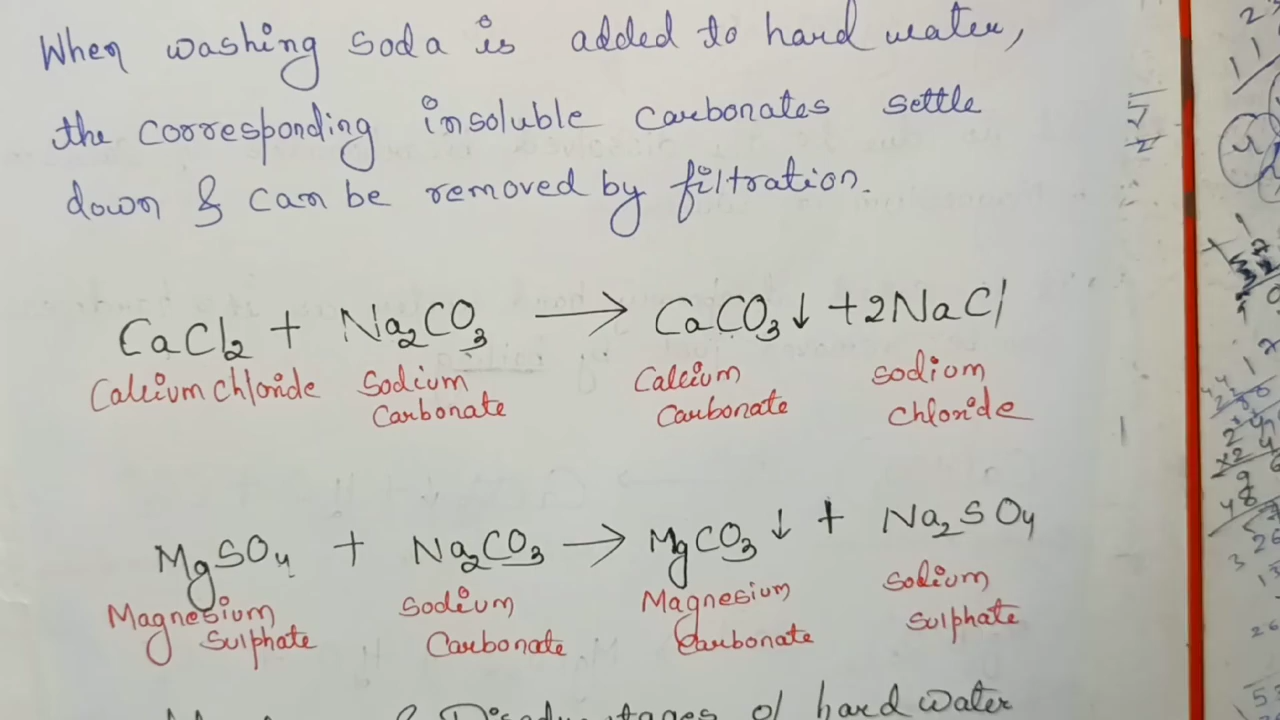 When washing soda is added to hard water,
the corresponding insoluble carbonates settle
down & can be removed by filtration.
CaCl₂ + Na₂CO₃ → CaCO₃↓ + 2NaCl
Calcium chloride Sodium Carbonate Calcium Carbonate sodium chloride
MgSO₄ + Na₂CO₃ → MgCO₃↓ + Na₂SO₄
Magnesium Sulphate Sodium Carbonate Magnesium Carbonate Sodium Sulphate
of hard water